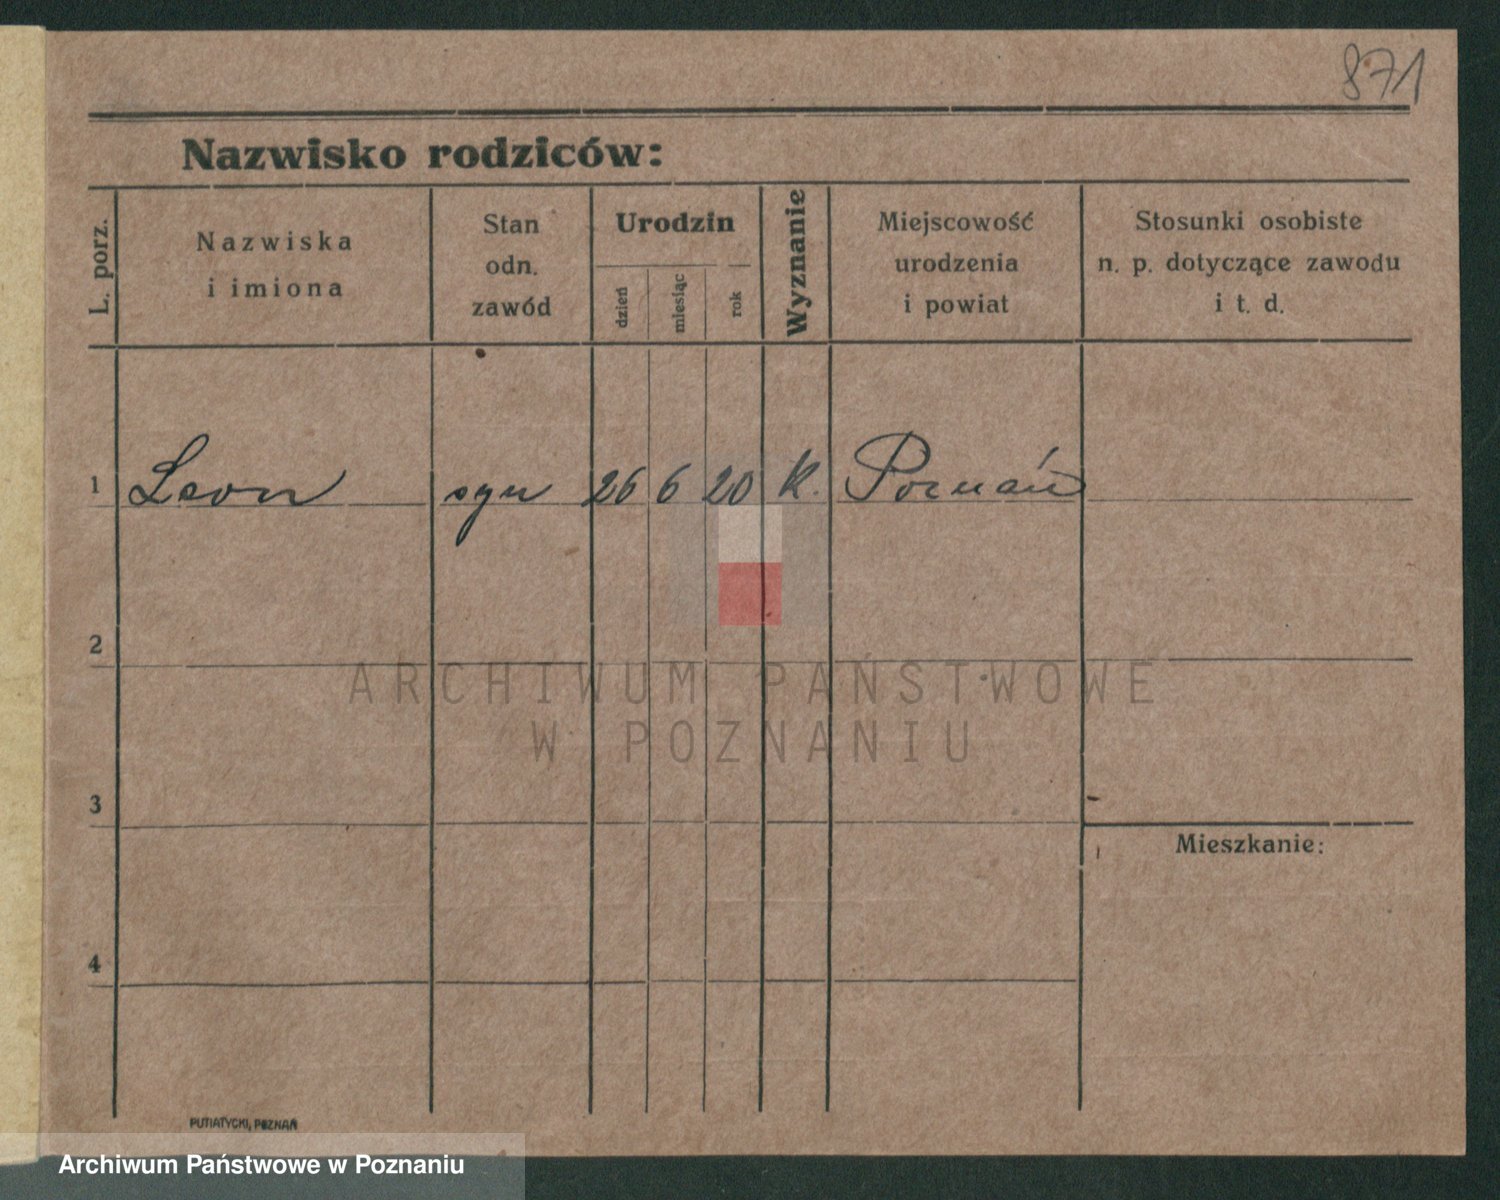 871
Nazwisko rodziców:
L. porz.
Nazwiska
i imiona
Stan
odn.
zawód
Urodzin
dzień
miesiąc
rok
Wyznanie
Miejscowość
urodzenia
i powiat
Stosunki osobiste
n. p. dotyczące zawodu
i t. d.
1 Leon syn 26 6 20 k. Poznań
2
ARCHIWUM PAŃSTWOWE
W POZNANIU
3
Mieszkanie:
4
PUTIATYCKI, POZNAŃ
Archiwum Państwowe w Poznaniu